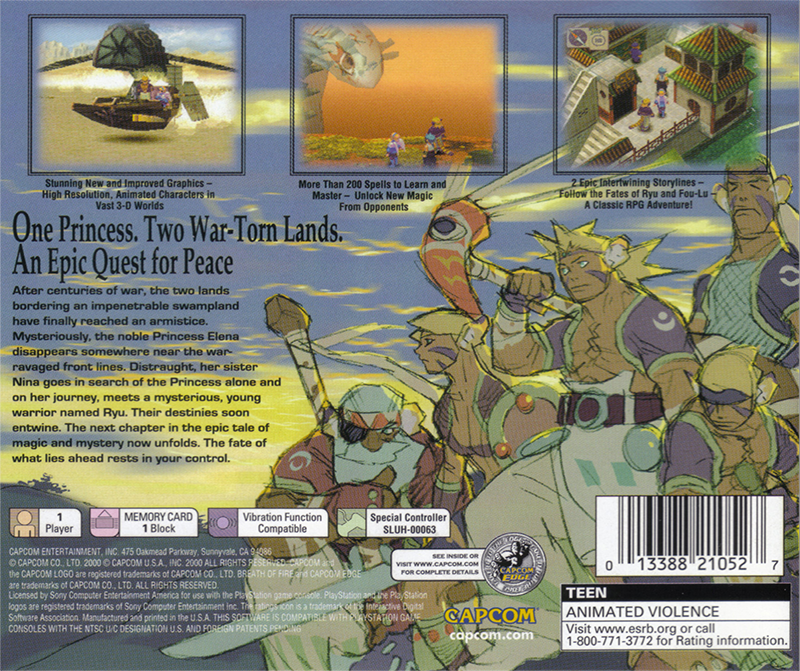 Stunning New and Improved Graphics –
High Resolution, Animated Characters in
Vast 3-D Worlds
More Than 200 Spells to Learn and
Master – Unlock New Magic
From Opponents
2 Epic Intertwining Storylines –
Follow the Fates of Ryu and Fou-Lu –
A Classic RPG Adventure!
One Princess. Two War-Torn Lands.
An Epic Quest for Peace
After centuries of war, the two lands
bordering an impenetrable swampland
have finally reached an armistice.
Mysteriously, the noble Princess Elena
disappears somewhere near the war-
ravaged front lines. Distraught, her sister
Nina goes in search of the Princess alone and
on her journey, meets a mysterious, young
warrior named Ryu. Their destinies soon
entwine. The next chapter in the epic tale of
magic and mystery now unfolds. The fate of
what lies ahead rests in your control.
1
Player
MEMORY CARD
1 Block
Vibration Function
Compatible
Special Controller
SLUH-00063
CAPCOM ENTERTAINMENT, INC. 475 Oakmead Parkway, Sunnyvale, CA 94086
© CAPCOM CO., LTD. 2000 © CAPCOM U.S.A., INC. 2000 ALL RIGHTS RESERVED. CAPCOM and
the CAPCOM LOGO are registered trademarks of CAPCOM CO., LTD. BREATH OF FIRE and CAPCOM EDGE
are trademarks of CAPCOM CO., LTD. ALL RIGHTS RESERVED.
Licensed by Sony Computer Entertainment America for use with the PlayStation game console. PlayStation and the PlayStation
logos are registered trademarks of Sony Computer Entertainment Inc. The ratings icon is a trademark of the Interactive Digital
Software Association. Manufactured and printed in the U.S.A. THIS SOFTWARE IS COMPATIBLE WITH PLAYSTATION GAME
CONSOLES WITH THE NTSC U/C DESIGNATION. U.S. AND FOREIGN PATENTS PENDING
SEE INSIDE OR
VISIT WWW.CAPCOM.COM
FOR COMPLETE DETAILS
CAPCOM
EDGE
CAPCOM
capcom.com
0 13388 21052 7
TEEN
ANIMATED VIOLENCE
Visit www.esrb.org or call
1-800-771-3772 for Rating information.